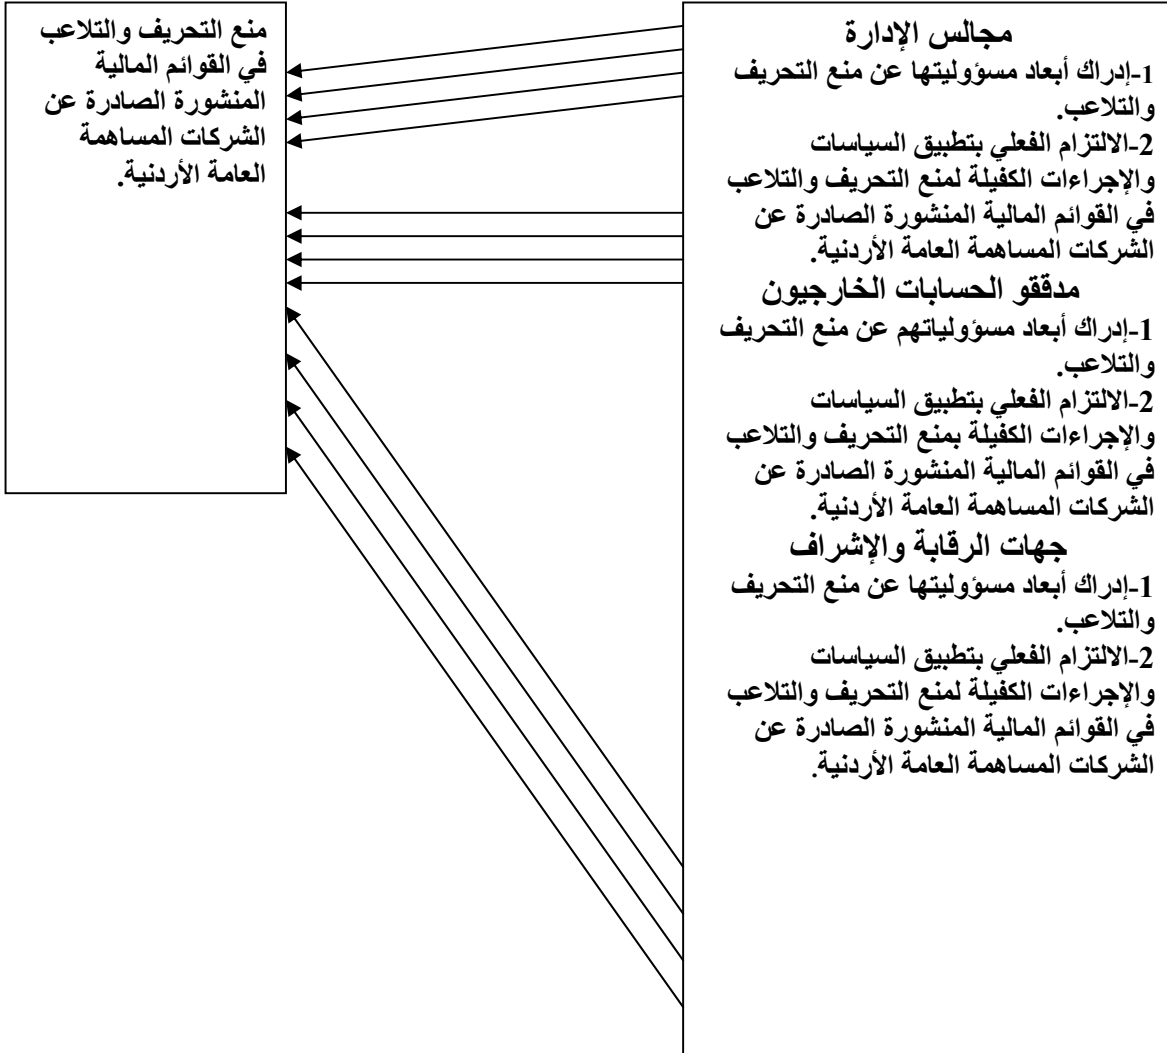 مجالس الإدارة
1-إدراك أبعاد مسؤوليتها عن منع التحريف
والتلاعب.
2-الالتزام الفعلي بتطبيق السياسات
والإجراءات الكفيلة لمنع التحريف والتلاعب
في القوائم المالية المنشورة الصادرة عن
الشركات المساهمة العامة الأردنية.
مدققو الحسابات الخارجيون
1-إدراك أبعاد مسؤولياتهم عن منع التحريف
والتلاعب.
2-الالتزام الفعلي بتطبيق السياسات
والإجراءات الكفيلة بمنع التحريف والتلاعب
في القوائم المالية المنشورة الصادرة عن
الشركات المساهمة العامة الأردنية.
جهات الرقابة والإشراف
1-إدراك أبعاد مسؤوليتها عن منع التحريف
والتلاعب.
2-الالتزام الفعلي بتطبيق السياسات
والإجراءات الكفيلة لمنع التحريف والتلاعب
في القوائم المالية المنشورة الصادرة عن
الشركات المساهمة العامة الأردنية.
منع التحريف والتلاعب
في القوائم المالية
المنشورة الصادرة عن
الشركات المساهمة
العامة الأردنية.